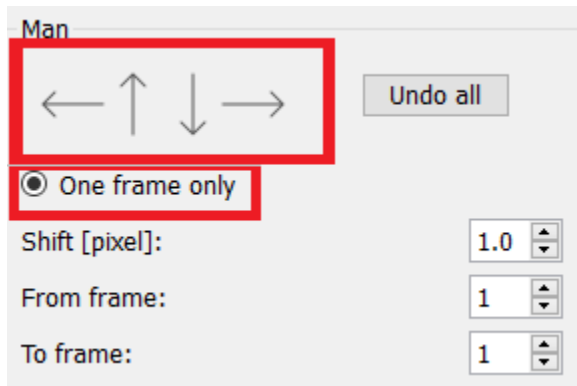 Man
Undo all
One frame only
Shift [pixel]: 1.0
From frame: 1
To frame: 1